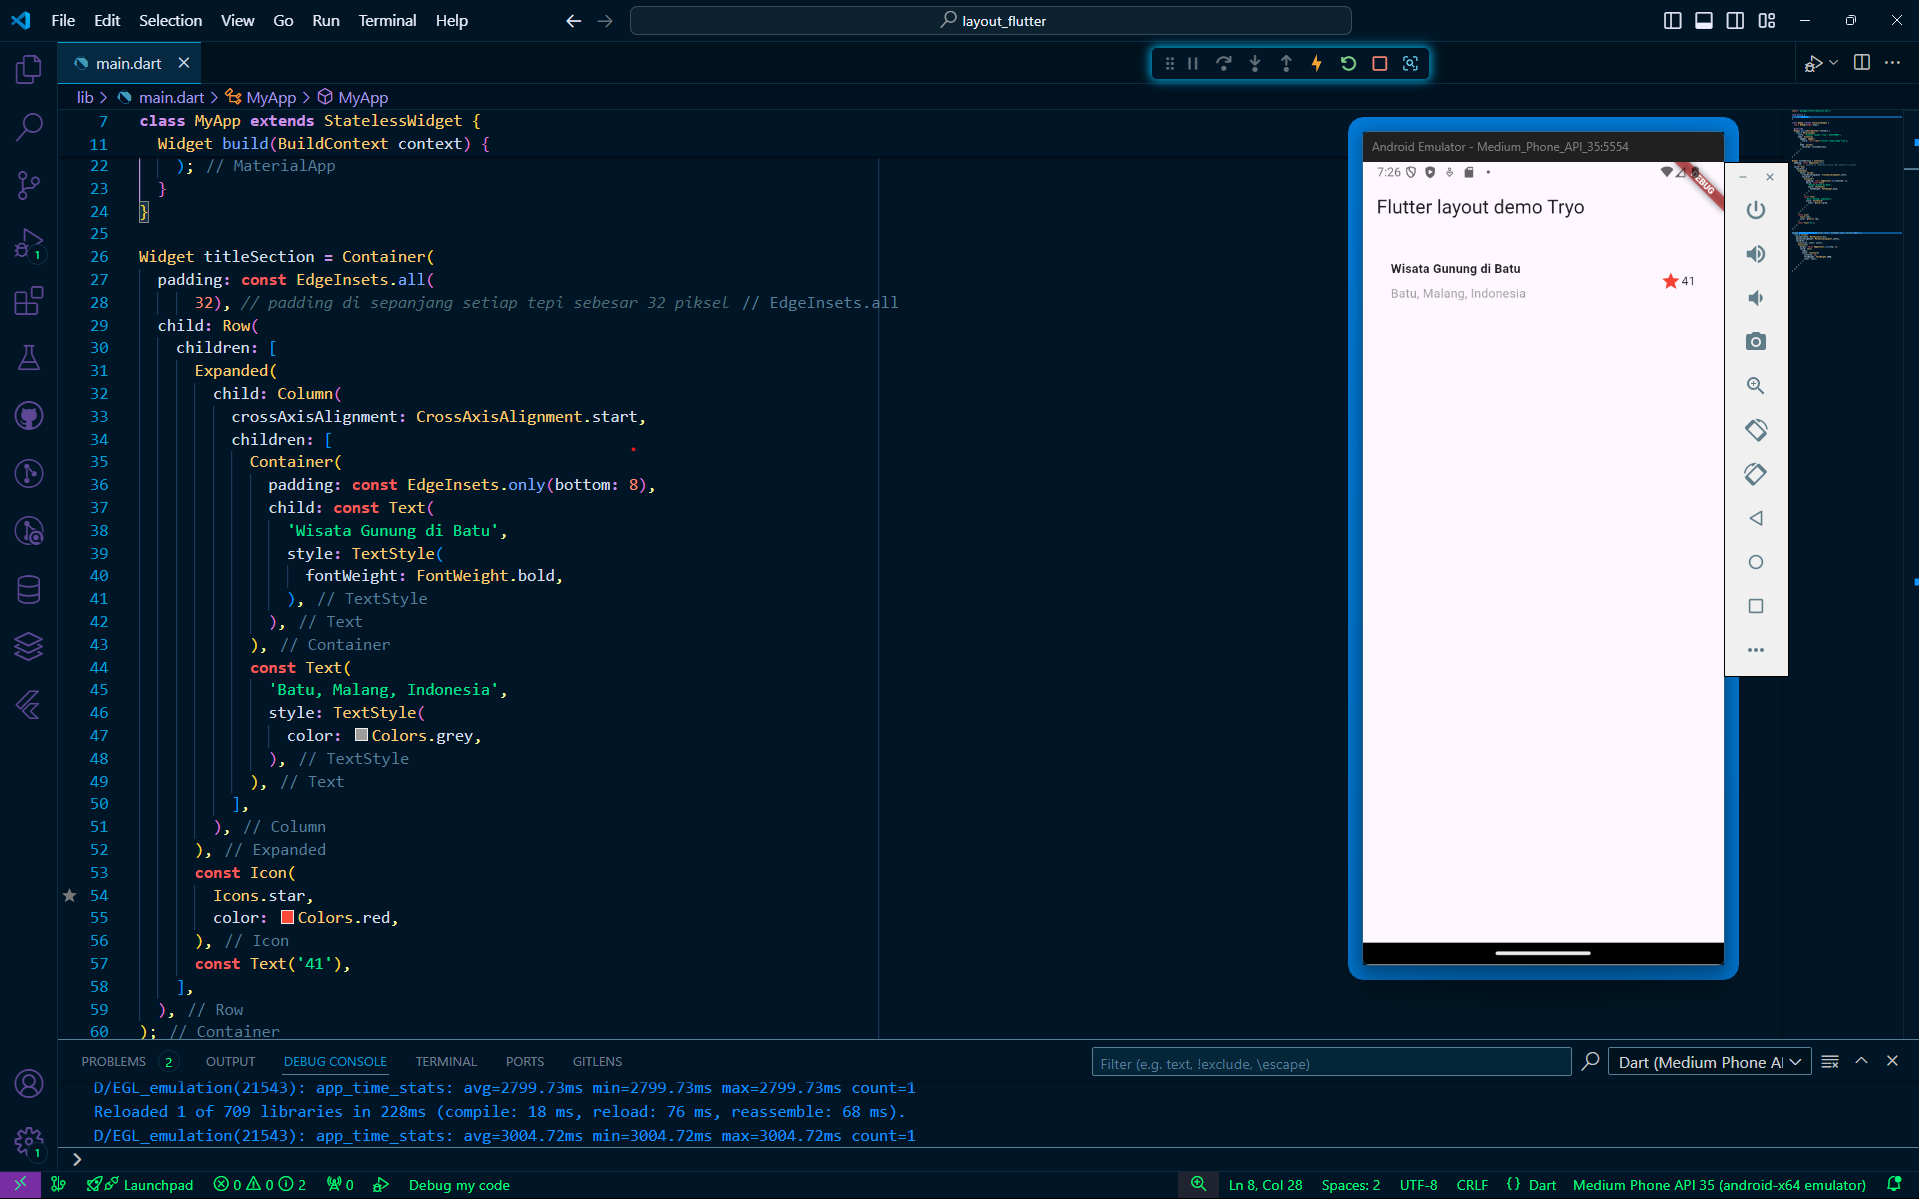 File Edit Selection View Go Run Terminal Help
layout_flutter
main.dart
lib > main.dart > MyApp > MyApp
7 class MyApp extends StatelessWidget {
11 Widget build(BuildContext context) {
22 ); // MaterialApp
23 }
24 }
25
26 Widget titleSection = Container(
27 padding: const EdgeInsets.all(
28 32), // padding di sepanjang setiap tepi sebesar 32 piksel // EdgeInsets.all
29 child: Row(
30 children: [
31 Expanded(
32 child: Column(
33 crossAxisAlignment: CrossAxisAlignment.start,
34 children: [
35 Container(
36 padding: const EdgeInsets.only(bottom: 8),
37 child: const Text(
38 'Wisata Gunung di Batu',
39 style: TextStyle(
40 fontWeight: FontWeight.bold,
41 ), // TextStyle
42 ), // Text
43 ), // Container
44 const Text(
45 'Batu, Malang, Indonesia',
46 style: TextStyle(
47 color: Colors.grey,
48 ), // TextStyle
49 ), // Text
50 ],
51 ), // Column
52 ), // Expanded
53 const Icon(
54 Icons.star,
55 color: Colors.red,
56 ), // Icon
57 const Text('41'),
58 ],
59 ), // Row
60 ); // Container
Android Emulator - Medium_Phone_API_35:5554
7:26
Flutter layout demo Tryo
Wisata Gunung di Batu
41
Batu, Malang, Indonesia
1
PROBLEMS 2 OUTPUT DEBUG CONSOLE TERMINAL PORTS GITLENS
Filter (e.g. text, !exclude, \escape)
Dart (Medium Phone AI
D/EGL_emulation(21543): app_time_stats: avg=2799.73ms min=2799.73ms max=2799.73ms count=1
Reloaded 1 of 709 libraries in 228ms (compile: 18 ms, reload: 76 ms, reassemble: 68 ms).
D/EGL_emulation(21543): app_time_stats: avg=3004.72ms min=3004.72ms max=3004.72ms count=1
1
>
Launchpad 0 0 2 0 Debug my code Ln 8, Col 28 Spaces: 2 UTF-8 CRLF {} Dart Medium Phone API 35 (android-x64 emulator)